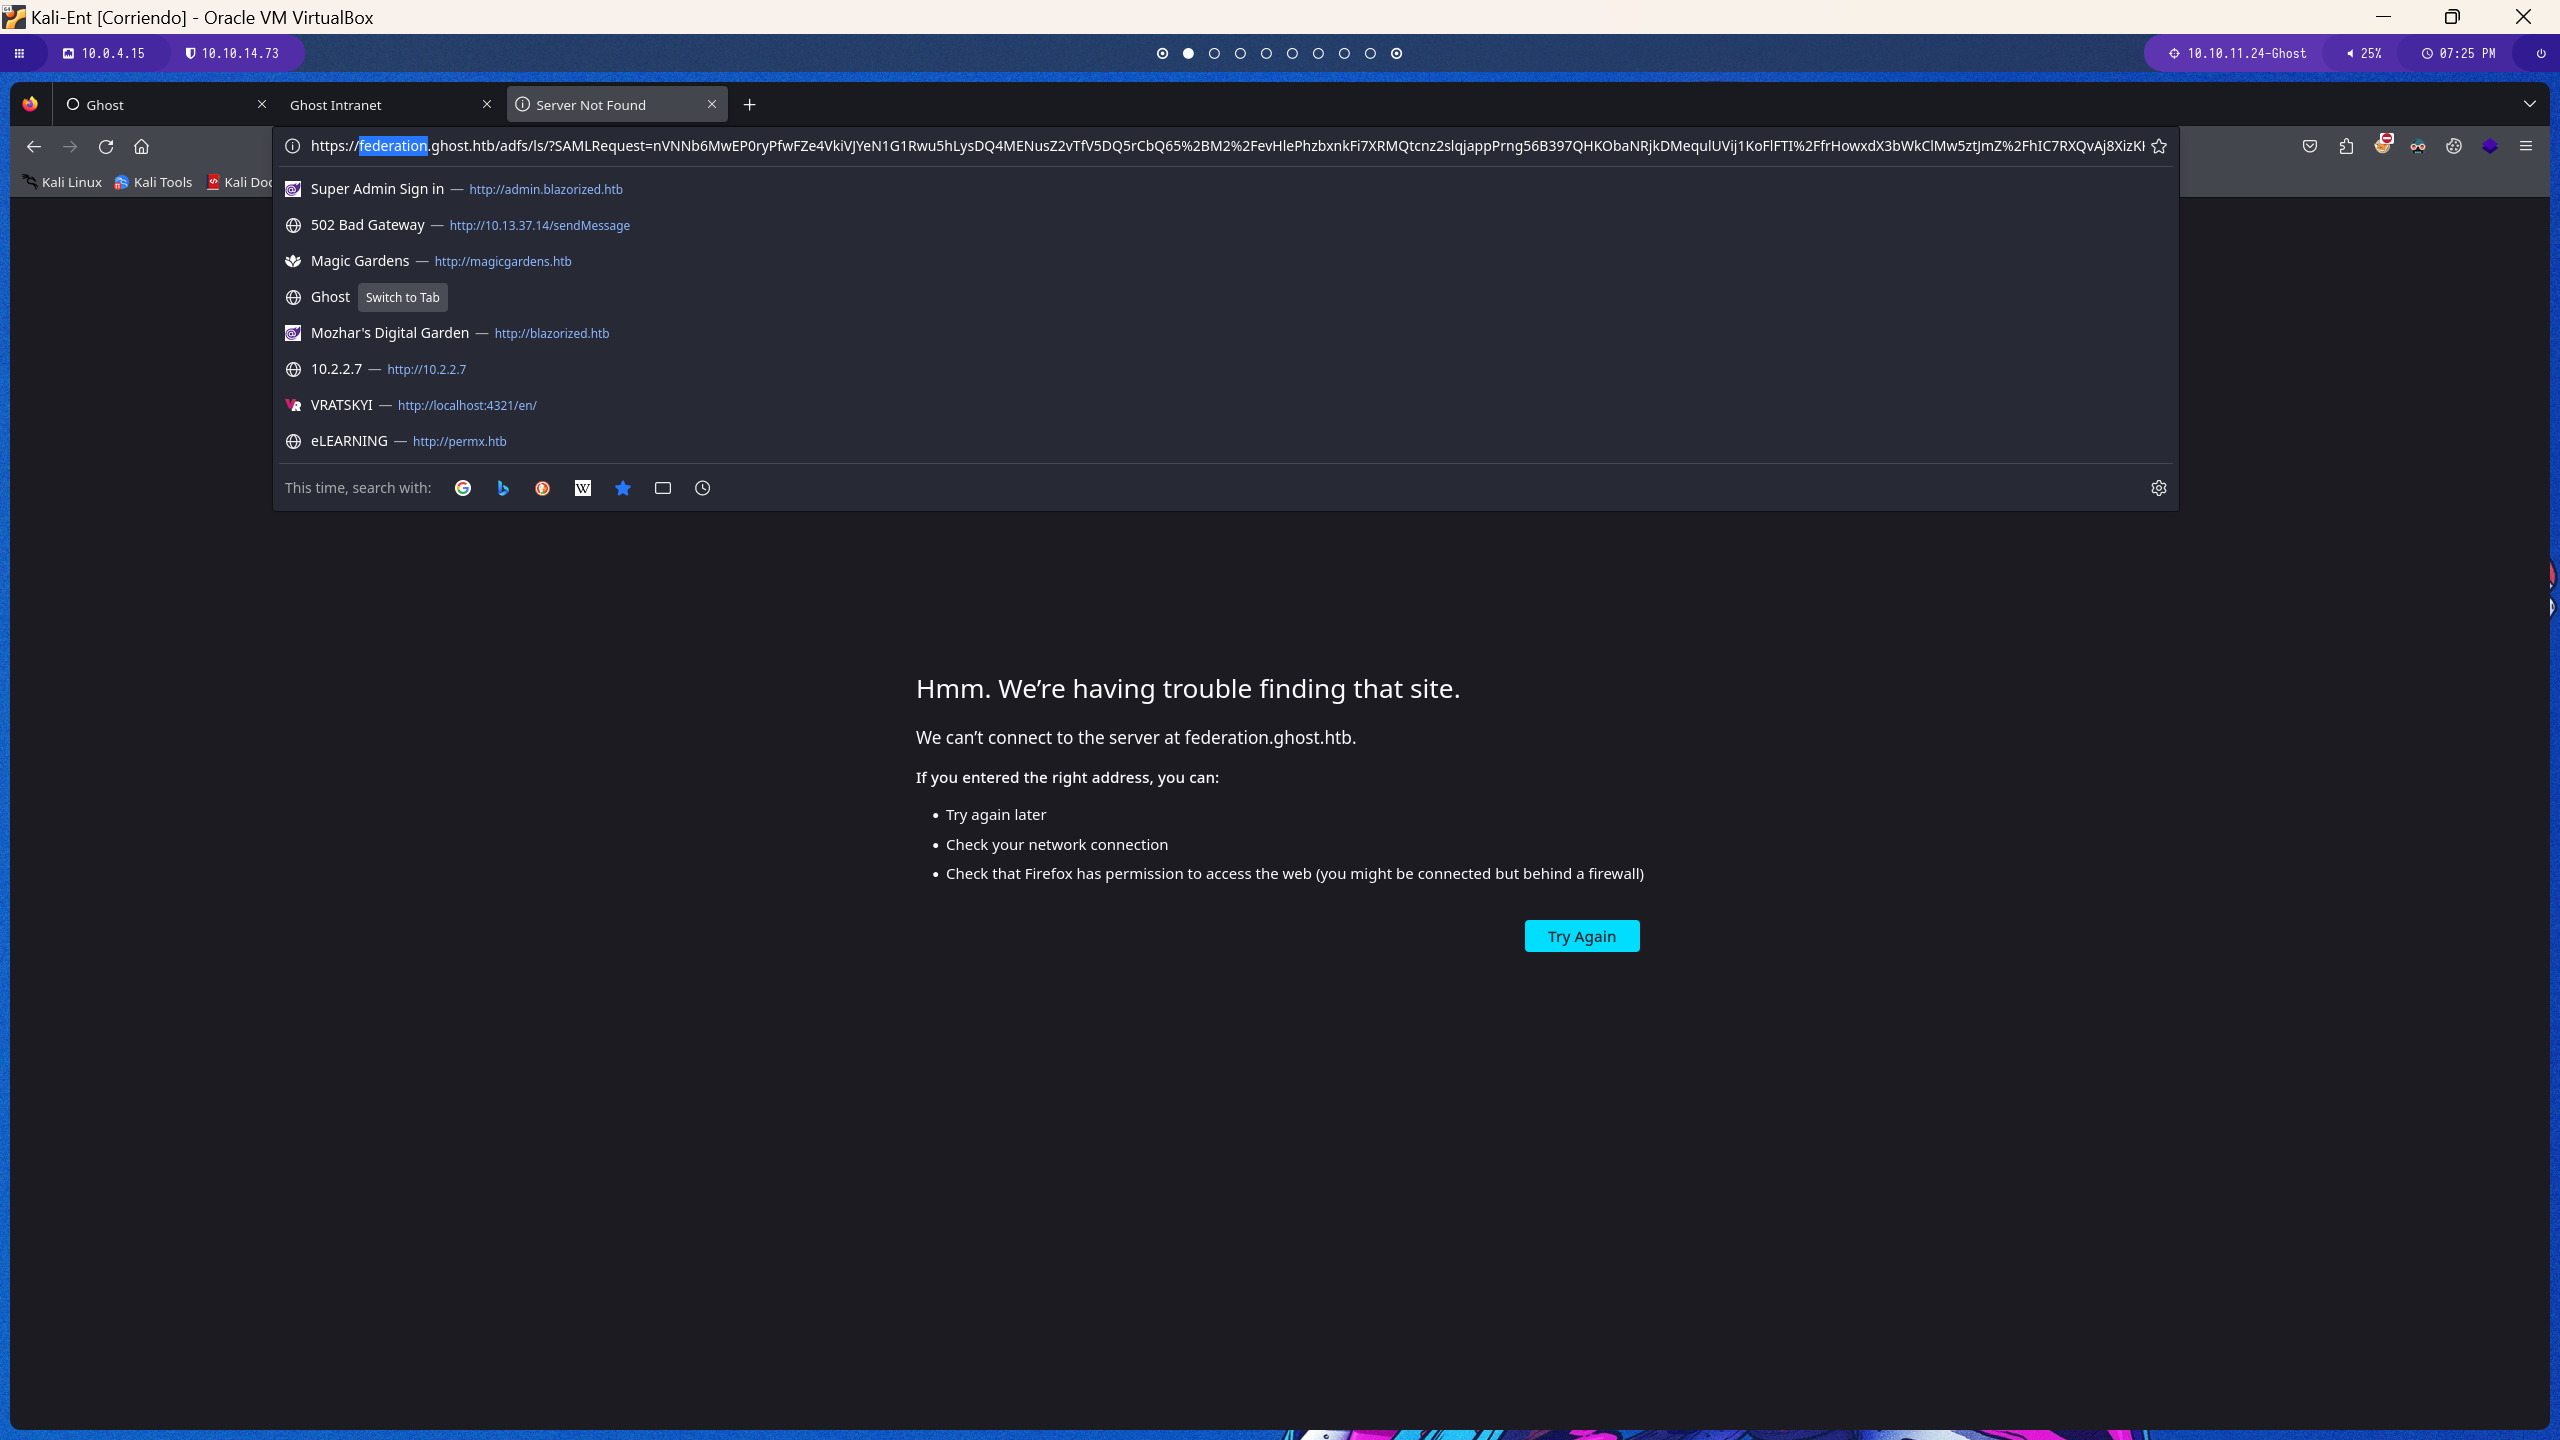 Kali-Ent [Corriendo] - Oracle VM VirtualBox
10.0.4.15 10.10.14.73 10.10.11.24-Ghost 25% 07:25 PM
Ghost Ghost Intranet Server Not Found
https://federation.ghost.htb/adfs/ls/?SAMLRequest=nVNNb6MwEP0ryPfwFZe4VkiVJYeN1G1Rwu5hLysDQ4MENusZ2vTfV5DQ5rCbQ65%2BM2%2FevHlePhzbxnkFi7XRMQtcnz2slqjappPrng56B397QHKObaNRjkDMequlUVij1KoFlFTI%2FfrHowxdX3bWkClMw5ztJmZ%2FhIC7RXQvAj8XizKI
Kali Linux Kali Tools Kali Doc
Super Admin Sign in — http://admin.blazorized.htb
502 Bad Gateway — http://10.13.37.14/sendMessage
Magic Gardens — http://magicgardens.htb
Ghost Switch to Tab
Mozhar's Digital Garden — http://blazorized.htb
10.2.2.7 — http://10.2.2.7
VRATSKYI — http://localhost:4321/en/
eLEARNING — http://permx.htb
This time, search with:
Hmm. We’re having trouble finding that site.
We can’t connect to the server at federation.ghost.htb.
If you entered the right address, you can:
• Try again later
• Check your network connection
• Check that Firefox has permission to access the web (you might be connected but behind a firewall)
Try Again